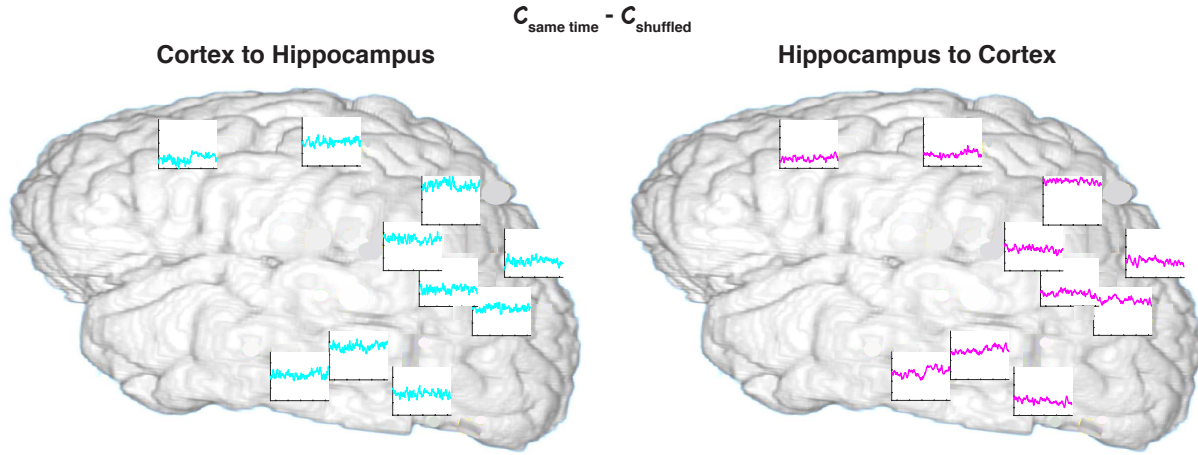 C same time - C shuffled
Cortex to Hippocampus
Hippocampus to Cortex